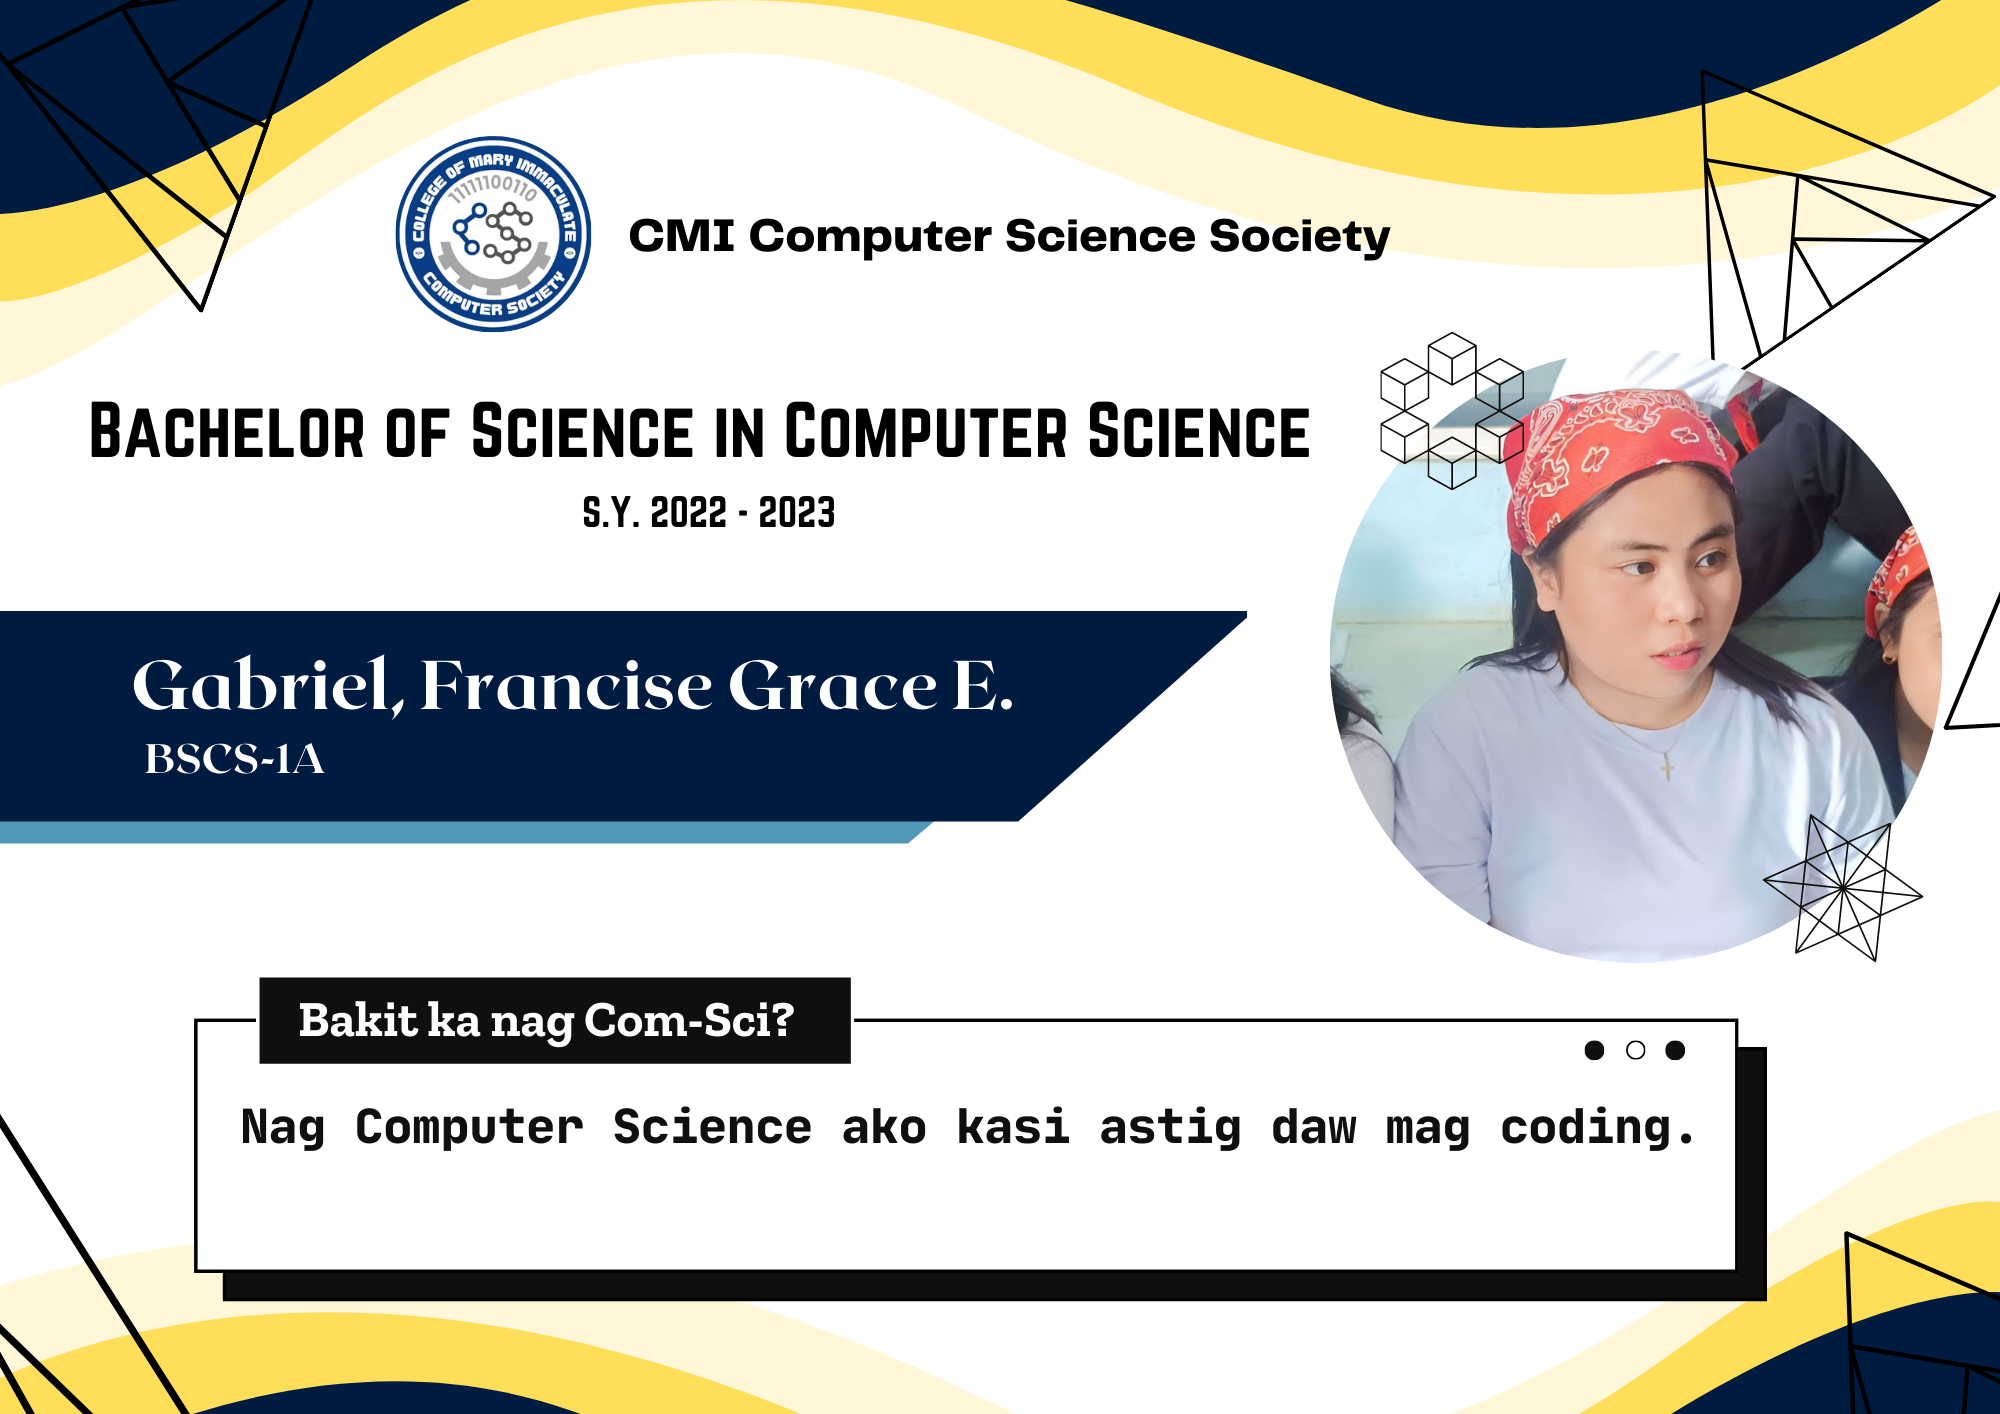 COLLEGE OF MARY IMMACULATE
11111100110
COMPUTER SOCIETY
CMI Computer Science Society
Bachelor of Science in Computer Science
S.Y. 2022 - 2023
Gabriel, Francise Grace E.
BSCS-1A
Bakit ka nag Com-Sci?
Nag Computer Science ako kasi astig daw mag coding.